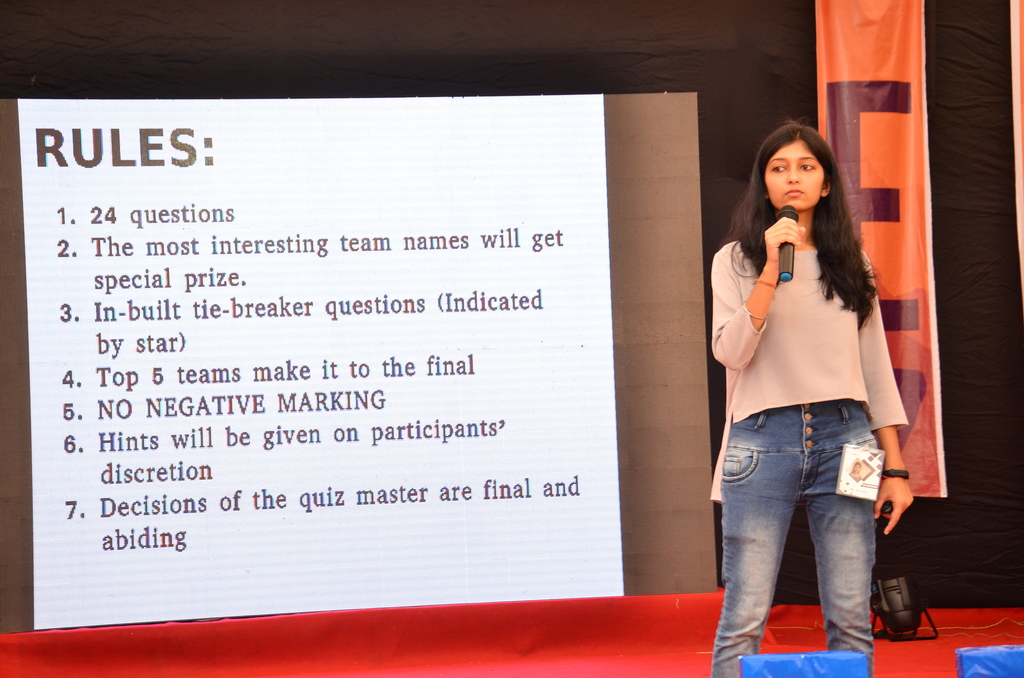 RULES:
1. 24 questions
2. The most interesting team names will get
special prize.
3. In-built tie-breaker questions (Indicated
by star)
4. Top 5 teams make it to the final
5. NO NEGATIVE MARKING
6. Hints will be given on participants'
discretion
7. Decisions of the quiz master are final and
abiding